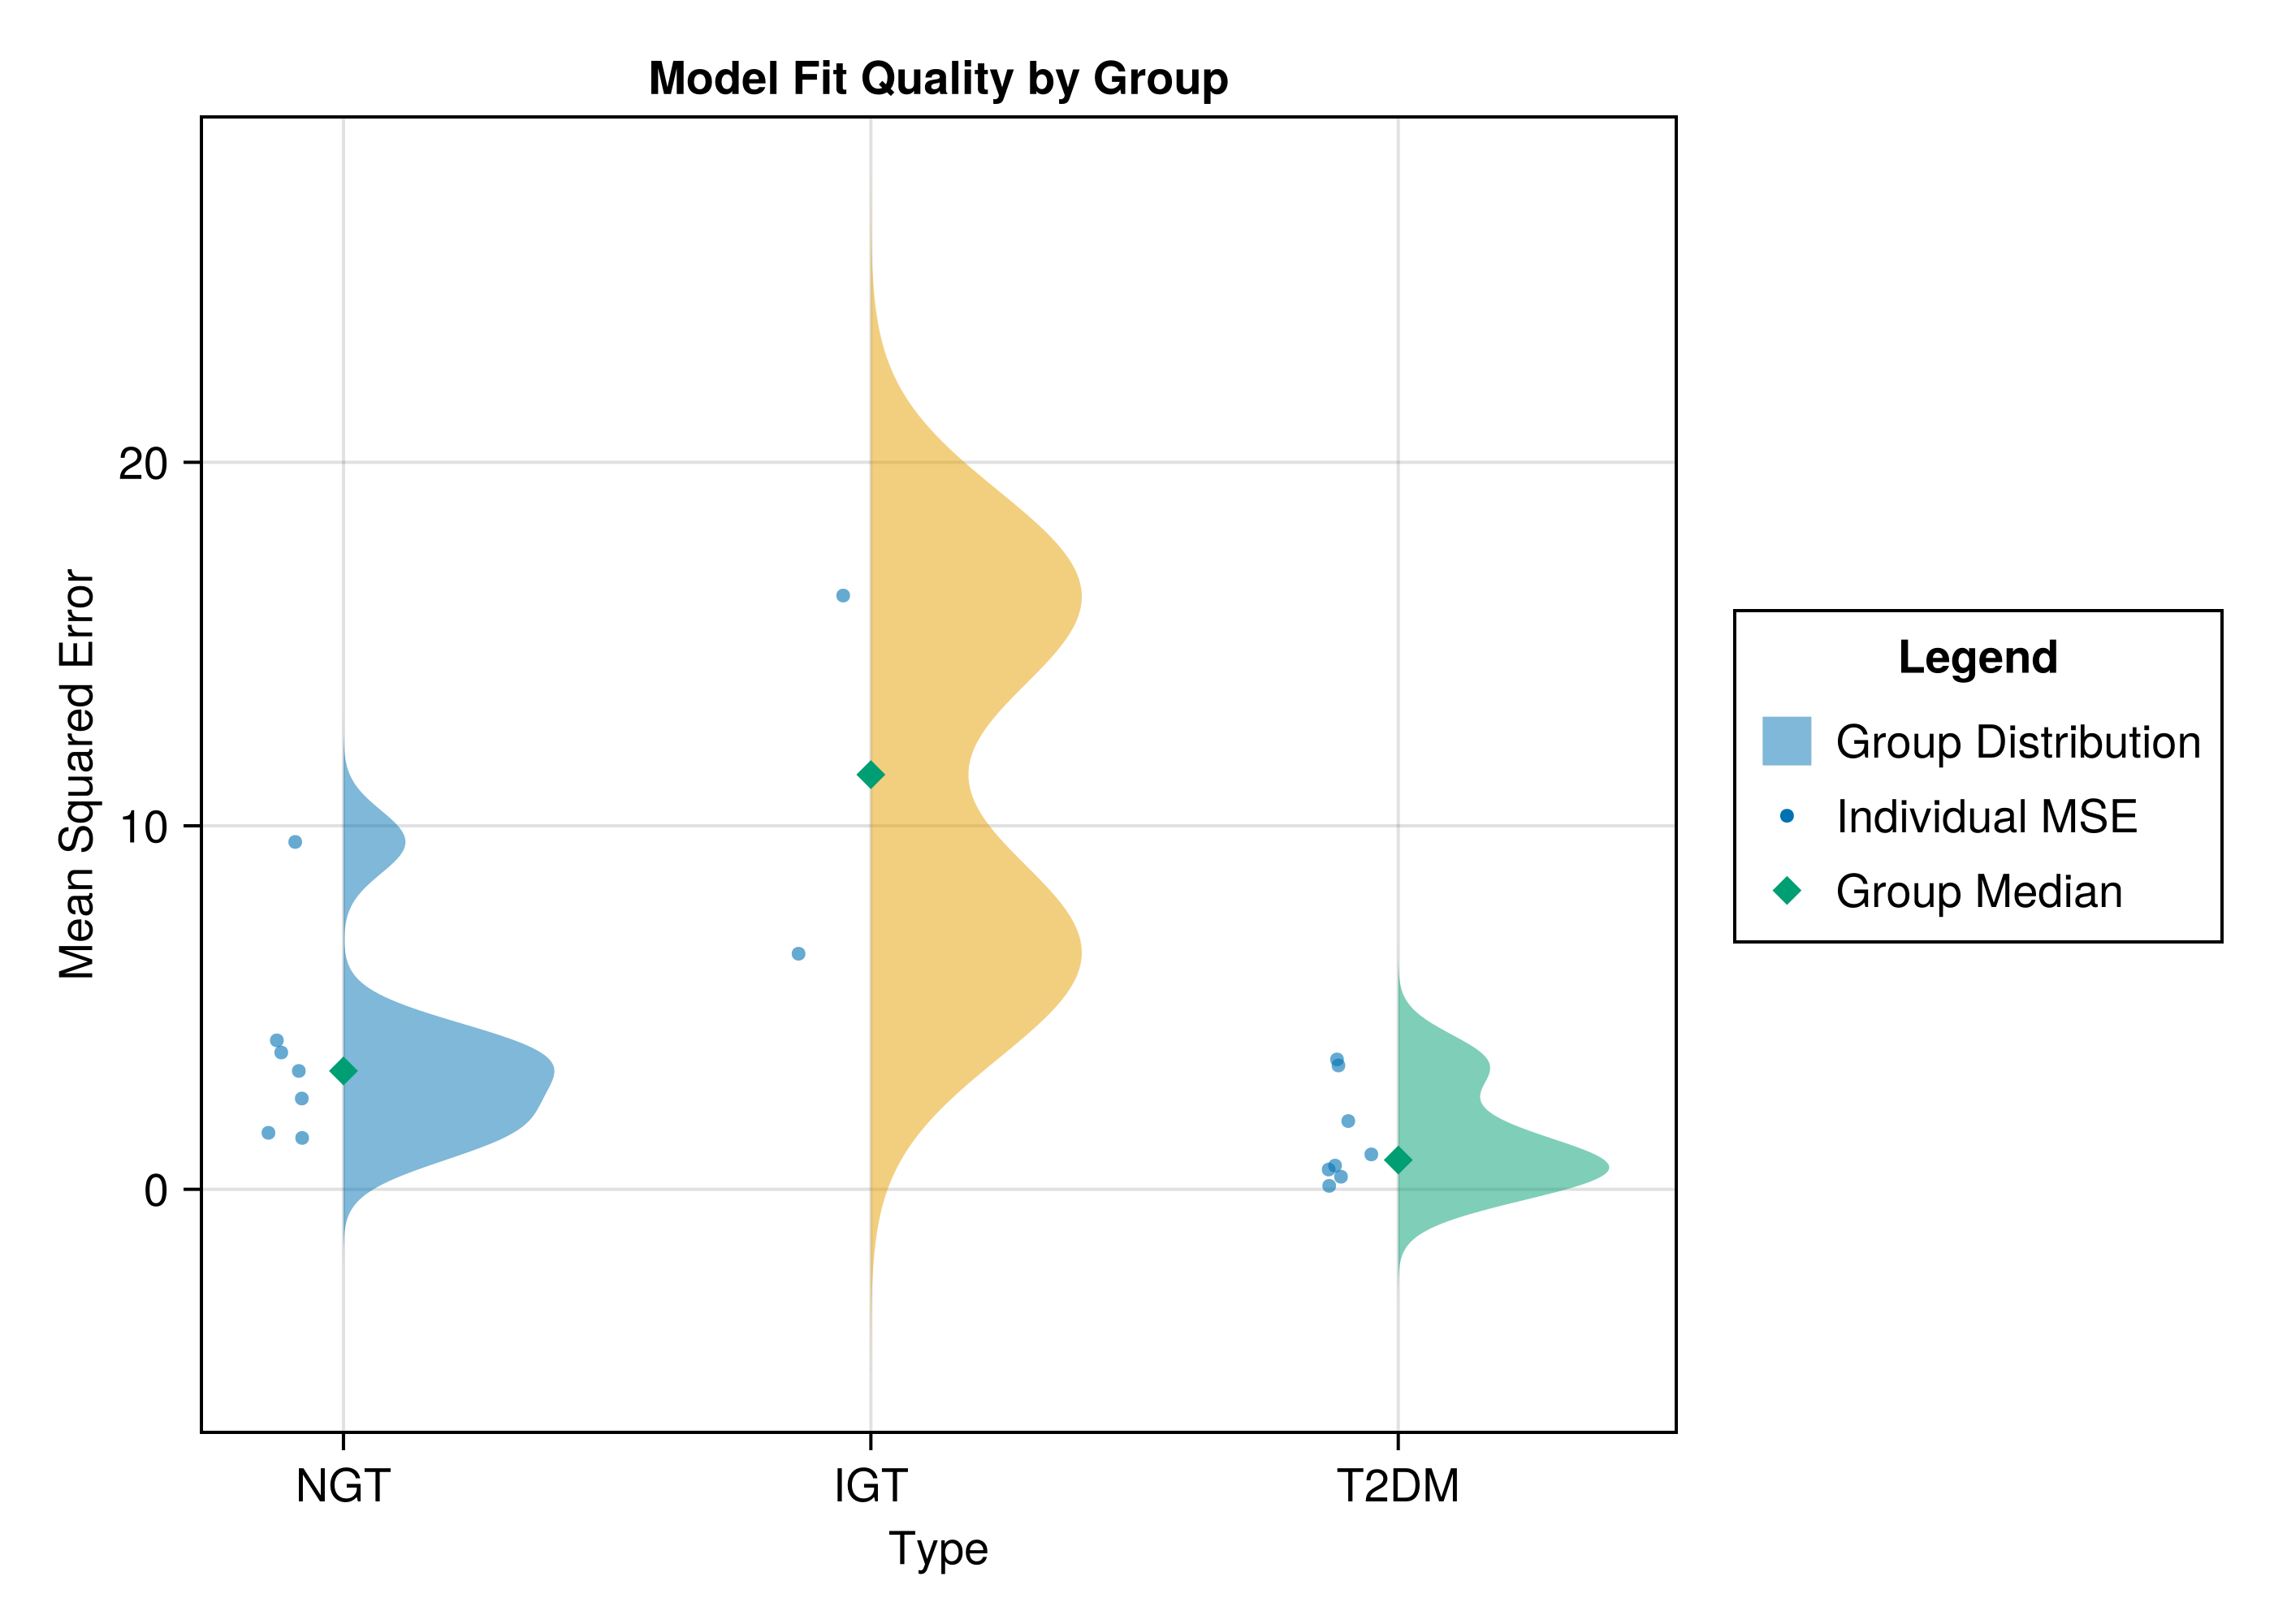 Model Fit Quality by Group
Mean Squared Error
20
10
0
NGT
IGT
T2DM
Type
Legend
Group Distribution
Individual MSE
Group Median